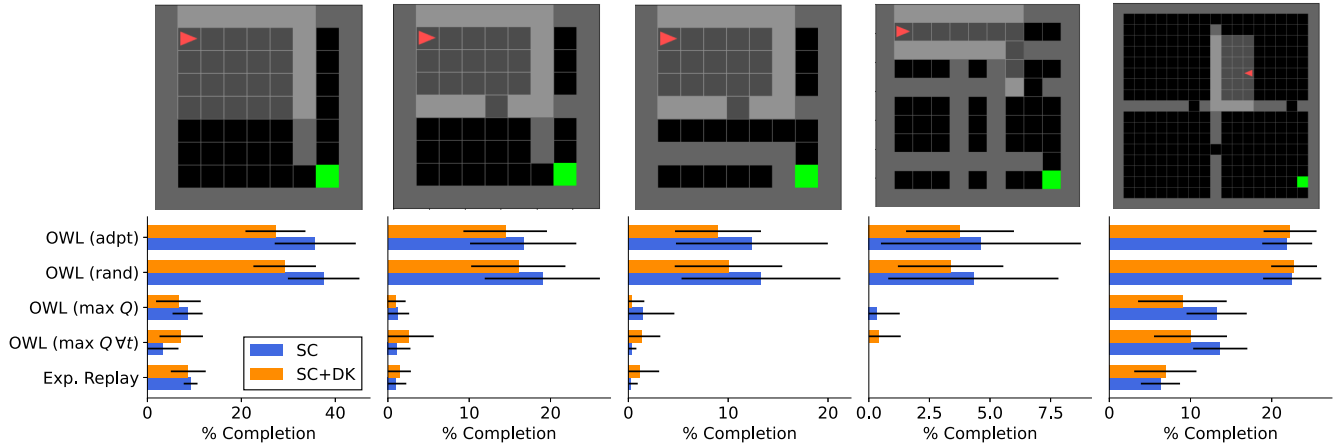 OWL (adpt)
OWL (rand)
OWL (max Q)
OWL (max Q ∀t)
Exp. Replay
SC
SC+DK
0 20 40
0 10 20
0 10 20
0.0 2.5 5.0 7.5
0 10 20
% Completion
% Completion
% Completion
% Completion
% Completion